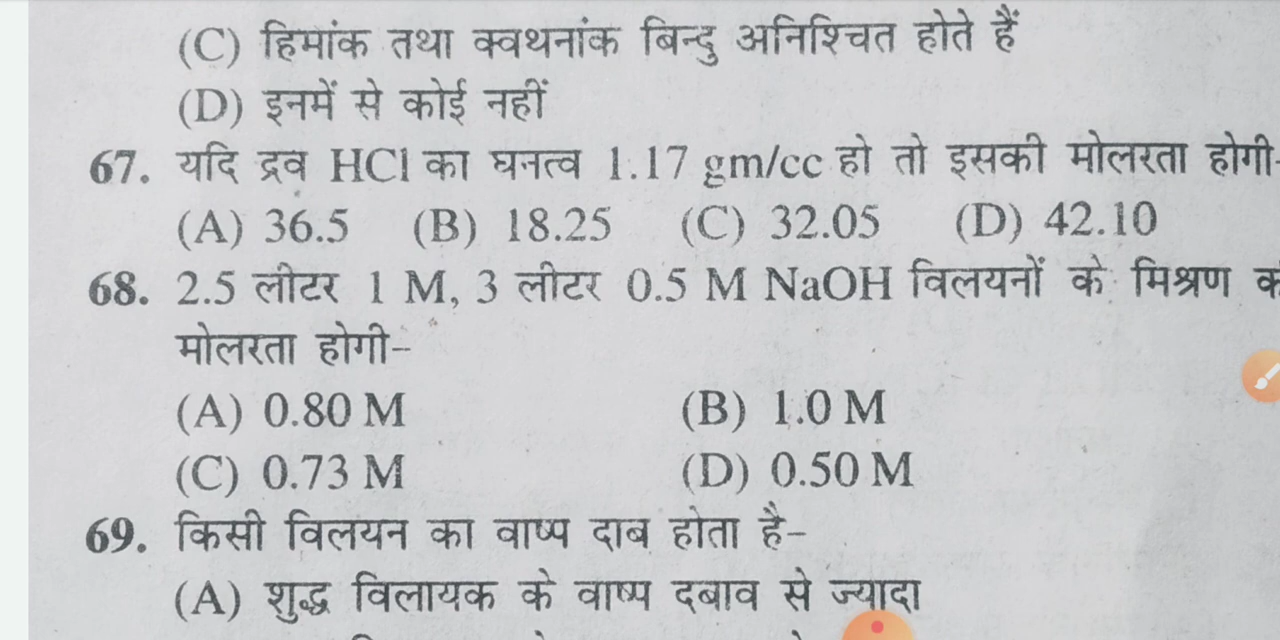 (C) हिमांक तथा क्वथनांक बिन्दु अनिश्चित होते हैं
(D) इनमें से कोई नहीं
67. यदि द्रव HCl का घनत्व 1.17 gm/cc हो तो इसकी मोलरता होगी-
(A) 36.5 (B) 18.25 (C) 32.05 (D) 42.10
68. 2.5 लीटर 1 M, 3 लीटर 0.5 M NaOH विलयनों के मिश्रण
मोलरता होगी-
(A) 0.80 M (B) 1.0 M
(C) 0.73 M (D) 0.50 M
69. किसी विलयन का वाष्प दाब होता है-
(A) शुद्ध विलायक के वाष्प दबाव से ज्यादा